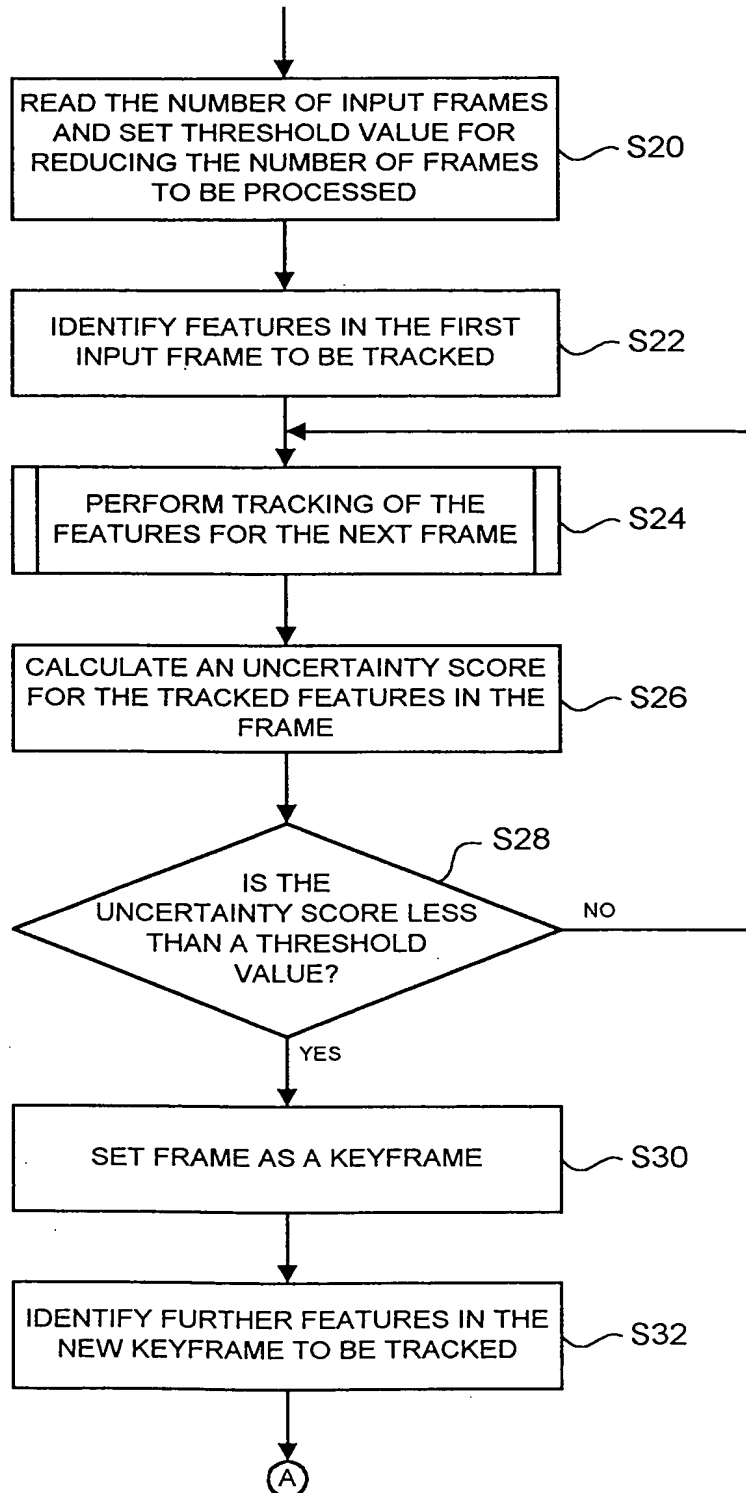 READ THE NUMBER OF INPUT FRAMES
AND SET THRESHOLD VALUE FOR
REDUCING THE NUMBER OF FRAMES
TO BE PROCESSED
S20
IDENTIFY FEATURES IN THE FIRST
INPUT FRAME TO BE TRACKED
S22
PERFORM TRACKING OF THE
FEATURES FOR THE NEXT FRAME
S24
CALCULATE AN UNCERTAINTY SCORE
FOR THE TRACKED FEATURES IN THE
FRAME
S26
S28
IS THE
UNCERTAINTY SCORE LESS
THAN A THRESHOLD
VALUE?
NO
YES
SET FRAME AS A KEYFRAME
S30
IDENTIFY FURTHER FEATURES IN THE
NEW KEYFRAME TO BE TRACKED
S32
A